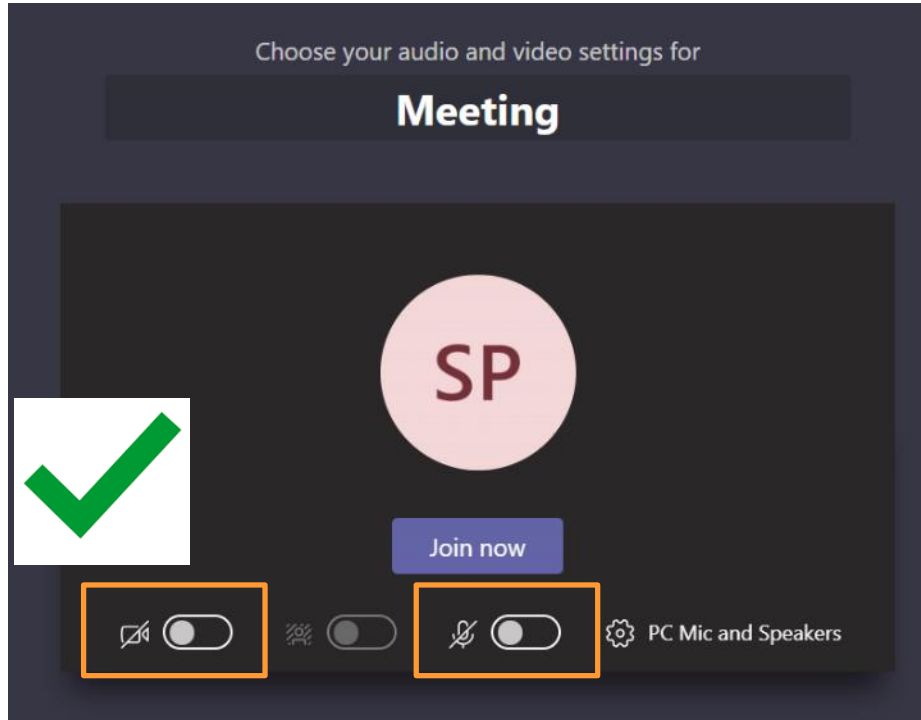 Choose your audio and video settings for
Meeting
SP
Join now
PC Mic and Speakers